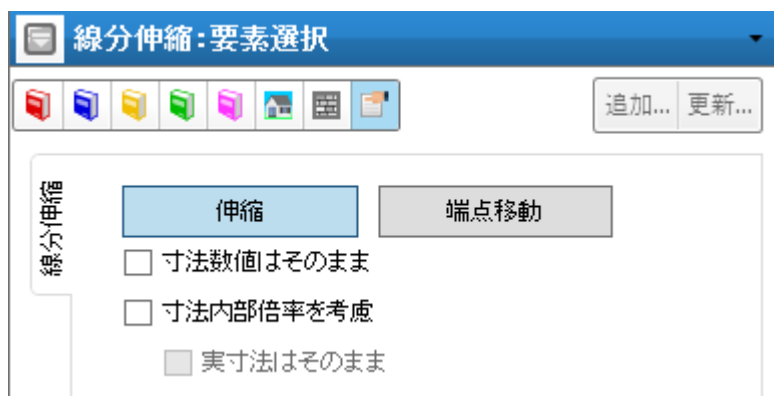 線分伸縮:要素選択
追加... 更新...
線分伸縮
伸縮 端点移動
寸法数値はそのまま
寸法内部倍率を考慮
実寸法はそのまま